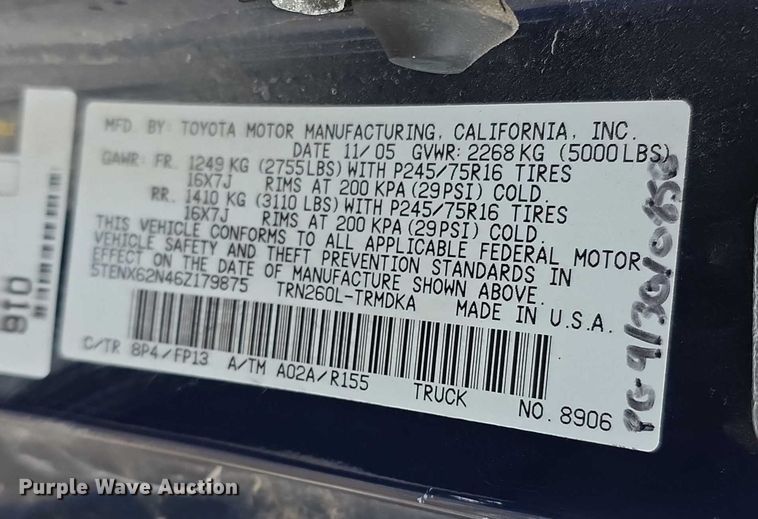 MFD. BY: TOYOTA MOTOR MANUFACTURING, CALIFORNIA, INC.
DATE 11/05 GVWR: 2268 KG (5000 LBS)
GAWR: FR. 1249 KG (2755 LBS) WITH P245/75R16 TIRES
16X7J RIMS AT 200 KPA (29 PSI) COLD.
RR. 1410 KG (3110 LBS) WITH P245/75R16 TIRES
16X7J RIMS AT 200 KPA (29 PSI) COLD.
THIS VEHICLE CONFORMS TO ALL APPLICABLE FEDERAL MOTOR
VEHICLE SAFETY AND THEFT PREVENTION STANDARDS IN
EFFECT ON THE DATE OF MANUFACTURE SHOWN ABOVE.
5TENX62N46Z179875 TRN260L-TRMDKA MADE IN U.S.A.
C/TR 8P4/FP13 A/TM A02A/R155 TRUCK NO. 8906
Purple Wave Auction